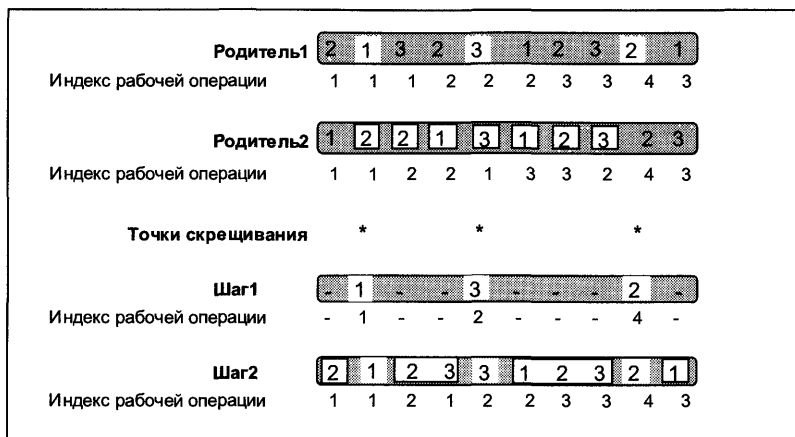 Родитель1 2 1 3 2 3 1 2 3 2 1
Индекс рабочей операции 1 1 1 2 2 2 3 3 4 3
Родитель2 1 2 2 1 3 1 2 3 2 3
Индекс рабочей операции 1 1 2 2 1 3 3 2 4 3
Точки скрещивания * * *
Шаг1 - 1 - - 3 - - - 2 -
Индекс рабочей операции - 1 - - 2 - - - 4 -
Шаг2 2 1 2 3 3 1 2 3 2 1
Индекс рабочей операции 1 1 2 1 2 2 3 3 4 3